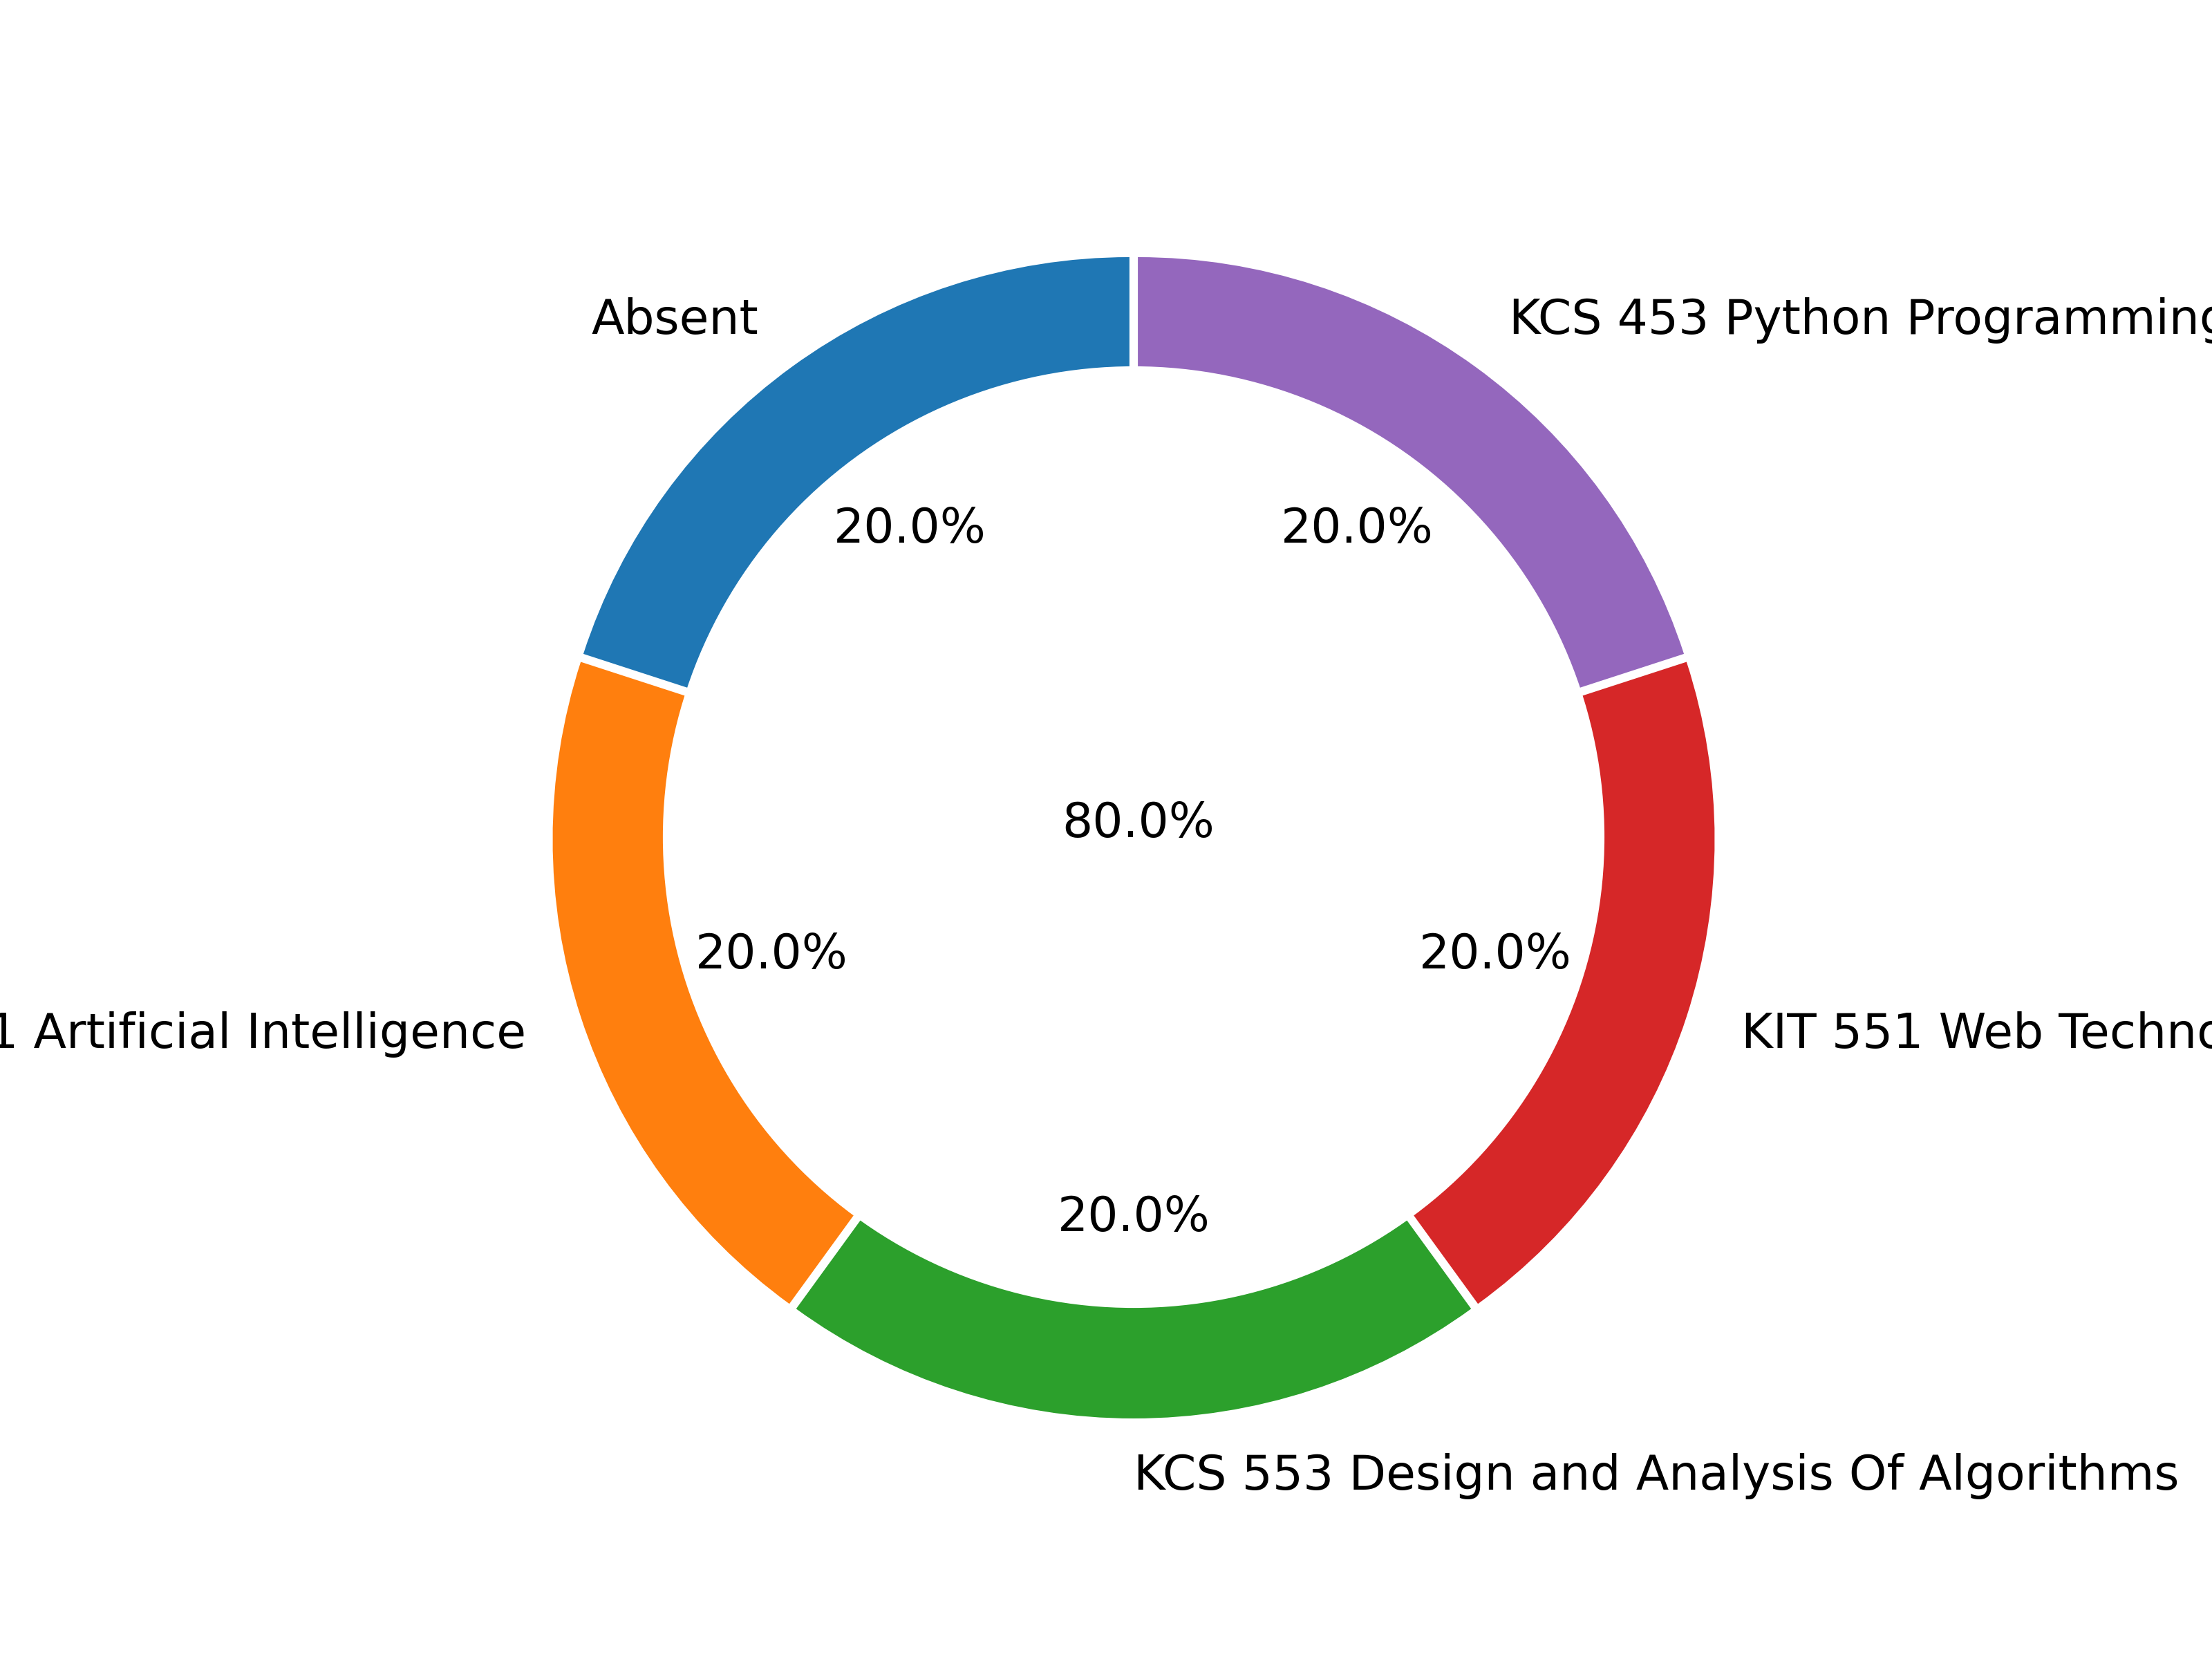 Absent
KCS 453 Python Programming
20.0%
20.0%
80.0%
20.0%
20.0%
1 Artificial Intelligence
KIT 551 Web
20.0%
KCS 553 Design and Analysis Of Algorithms